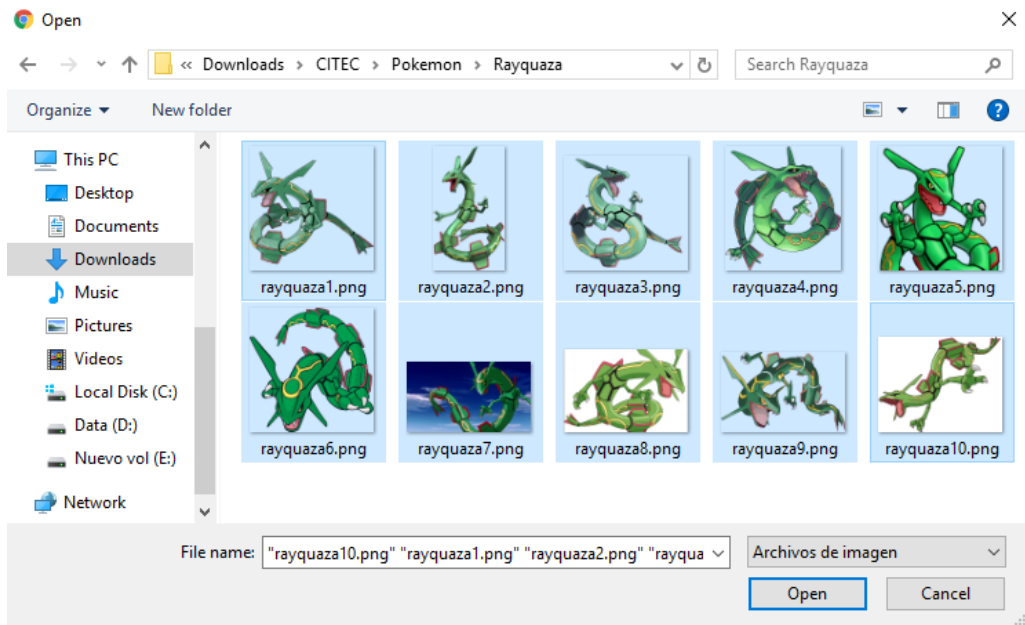 Open
« Downloads > CITEC > Pokemon > Rayquaza
Search Rayquaza
Organize
New folder
This PC
Desktop
Documents
Downloads
Music
Pictures
Videos
Local Disk (C:)
Data (D:)
Nuevo vol (E:)
Network
rayquaza1.png rayquaza2.png rayquaza3.png rayquaza4.png rayquaza5.png
rayquaza6.png rayquaza7.png rayquaza8.png rayquaza9.png rayquaza10.png
File name: "rayquaza10.png" "rayquaza1.png" "rayquaza2.png" "rayqua
Archivos de imagen
Open
Cancel